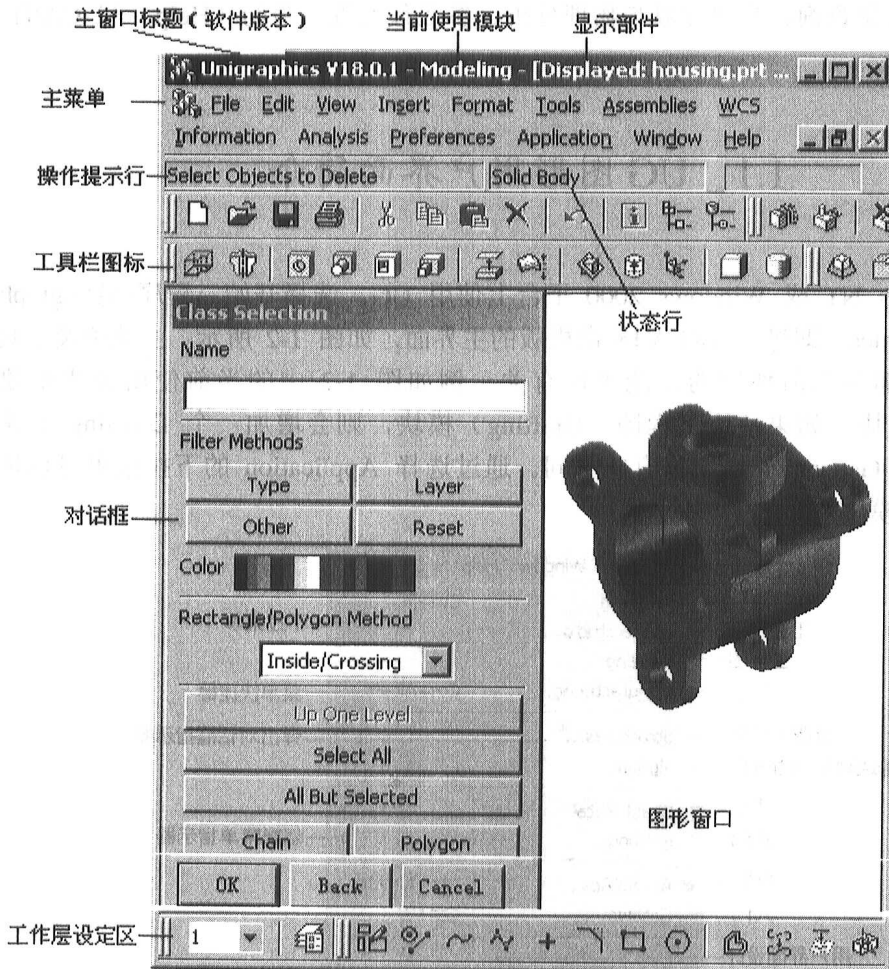 主窗口标题（软件版本） 当前使用模块 显示部件
Unigraphics V18.0.1 - Modeling - [Displayed: housing.prt ...
主菜单
File Edit View Insert Format Tools Assemblies WCS
Information Analysis Preferences Application Window Help
操作提示行
Select Objects to Delete Solid Body
工具栏图标
状态行
Class Selection
Name
Filter Methods
Type Layer
对话框
Other Reset
Color
Rectangle/Polygon Method
Inside/Crossing
Up One Level
Select All
All But Selected
图形窗口
Chain Polygon
OK Back Cancel
工作层设定区
1